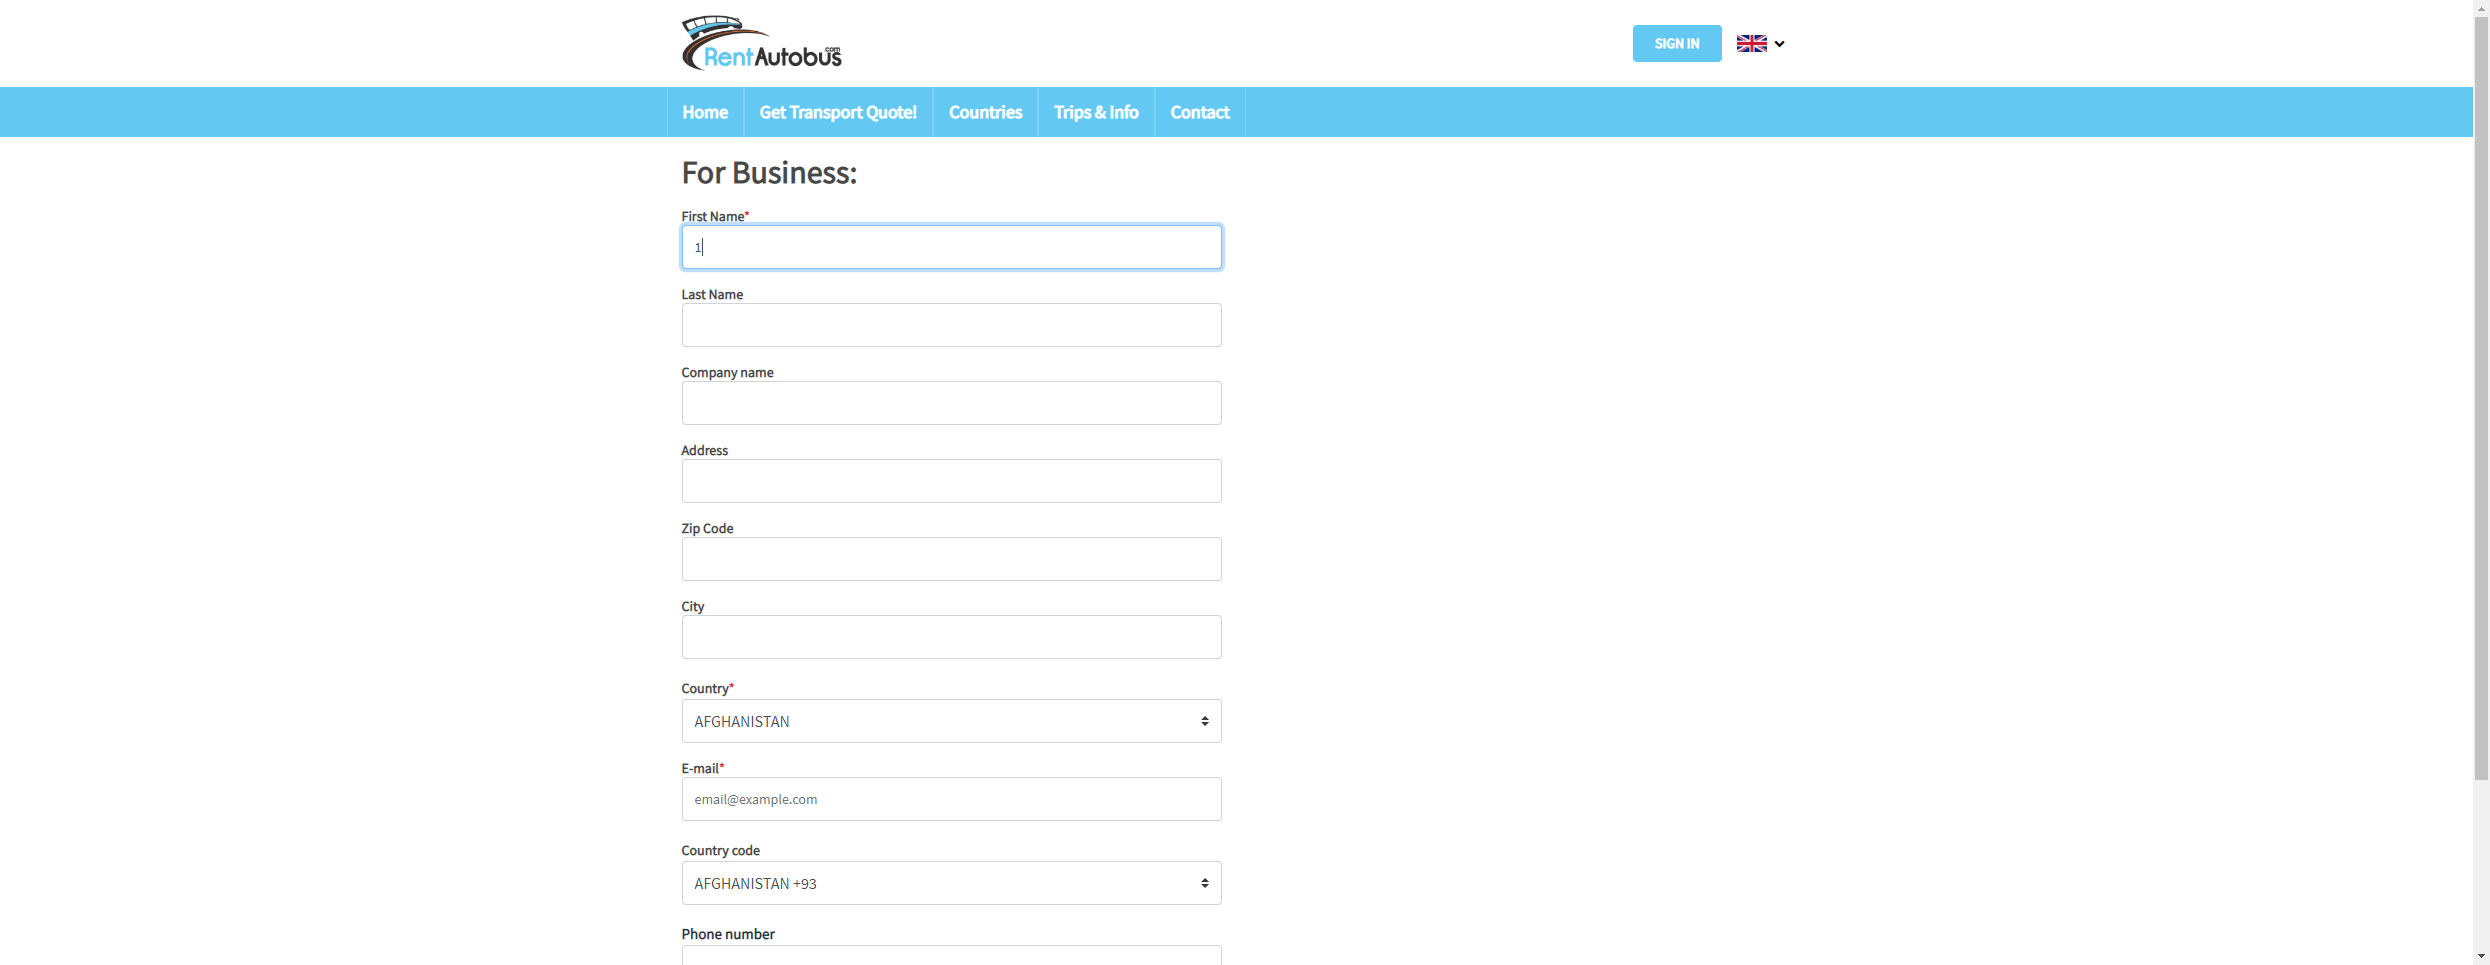 RentAutobus.com
SIGN IN
Home Get Transport Quote! Countries Trips & Info Contact
For Business:
First Name*
1
Last Name
Company name
Address
Zip Code
City
Country*
AFGHANISTAN
E-mail*
email@example.com
Country code
AFGHANISTAN +93
Phone number